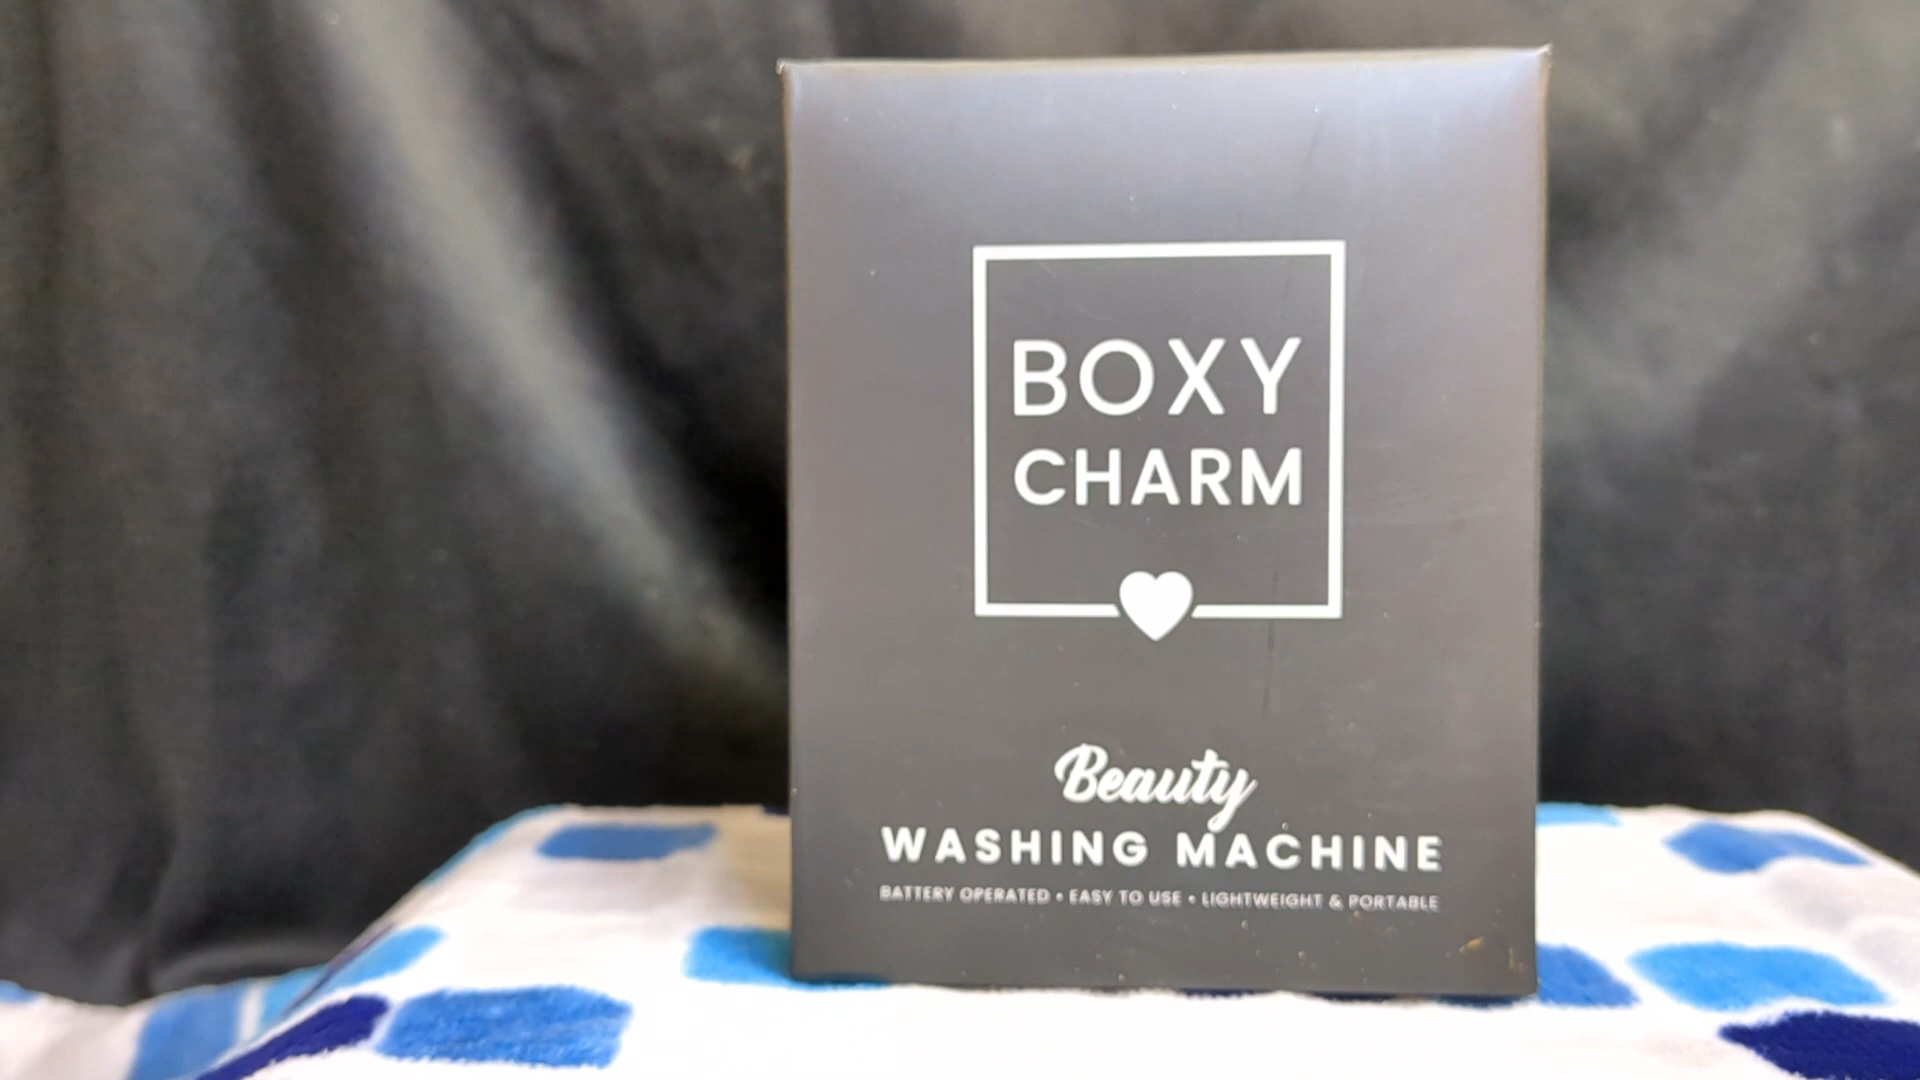 BOXY
CHARM
Beauty
WASHING MACHINE
BATTERY OPERATED • EASY TO USE • LIGHTWEIGHT & PORTABLE